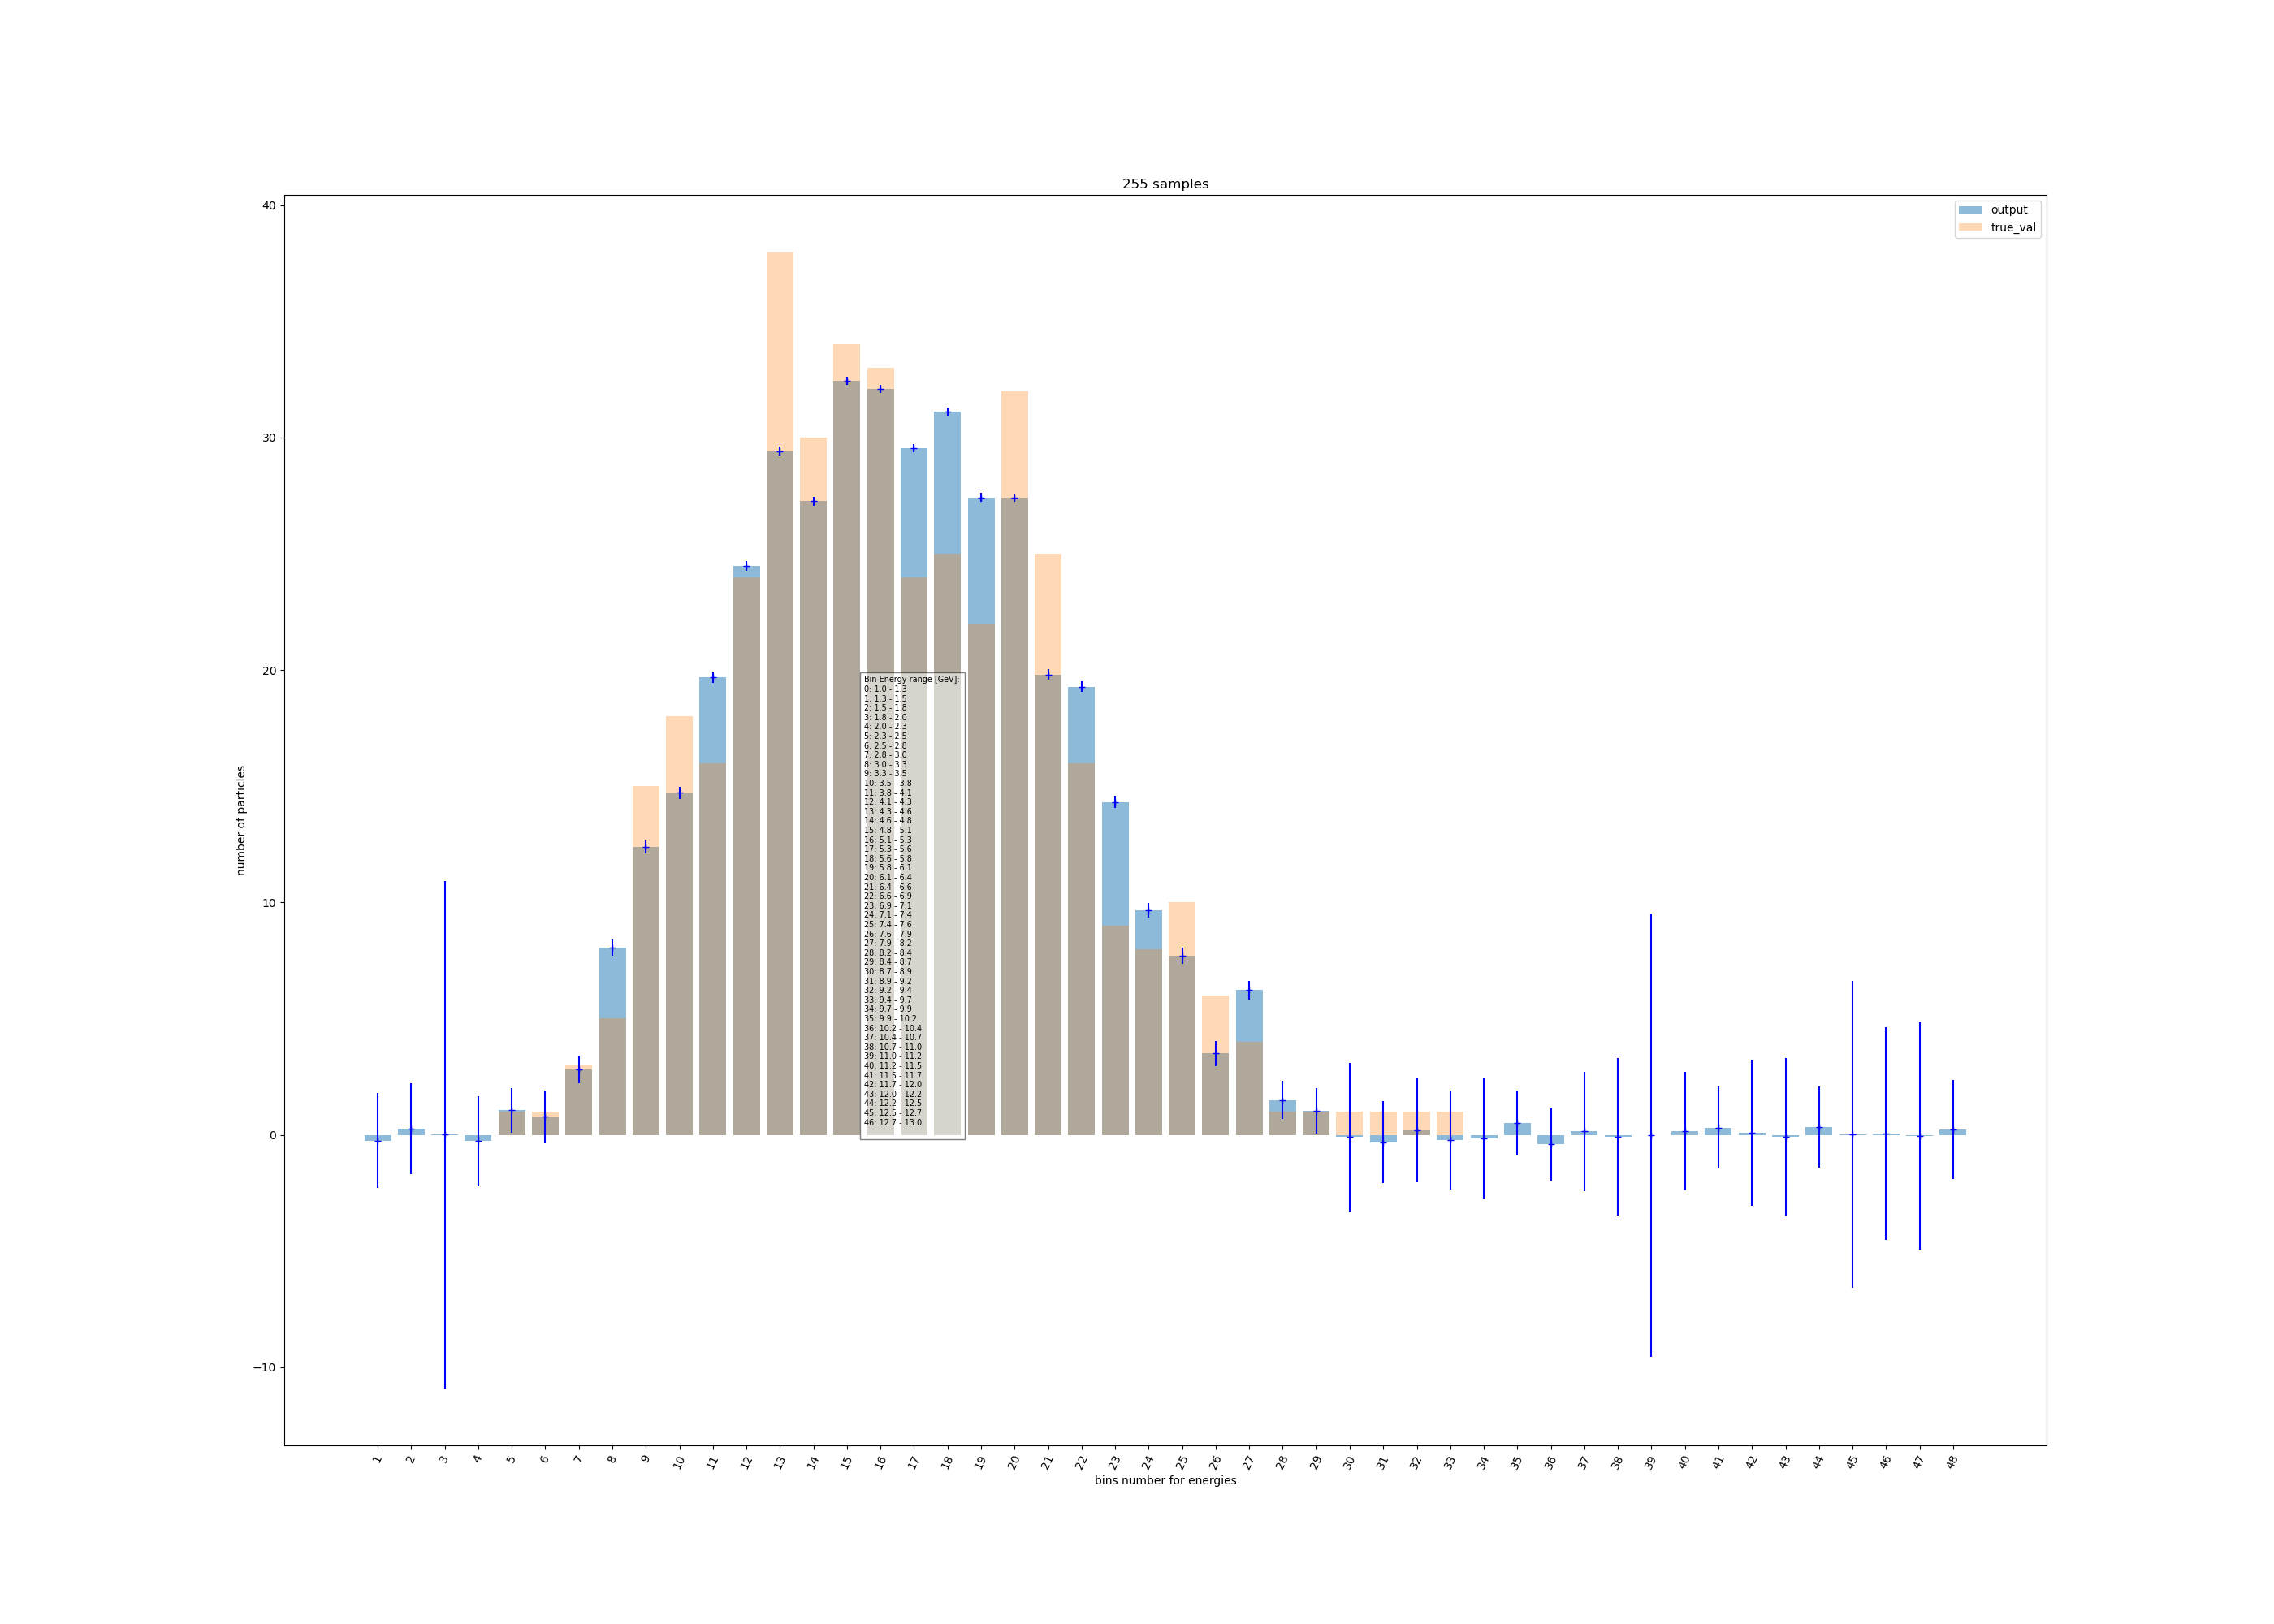 255 samples
output
true_val
40
30
20
10
0
−10
number of particles
Bin Energy range [GeV]:
0: 1.0 - 1.3
1: 1.3 - 1.5
2: 1.5 - 1.8
3: 1.8 - 2.0
4: 2.0 - 2.3
5: 2.3 - 2.5
6: 2.5 - 2.8
7: 2.8 - 3.0
8: 3.0 - 3.3
9: 3.3 - 3.5
10: 3.5 - 3.8
11: 3.8 - 4.1
12: 4.1 - 4.3
13: 4.3 - 4.6
14: 4.6 - 4.8
15: 4.8 - 5.1
16: 5.1 - 5.3
17: 5.3 - 5.6
18: 5.6 - 5.8
19: 5.8 - 6.1
20: 6.1 - 6.4
21: 6.4 - 6.6
22: 6.6 - 6.9
23: 6.9 - 7.1
24: 7.1 - 7.4
25: 7.4 - 7.6
26: 7.6 - 7.9
27: 7.9 - 8.2
28: 8.2 - 8.4
29: 8.4 - 8.7
30: 8.7 - 8.9
31: 8.9 - 9.2
32: 9.2 - 9.4
33: 9.4 - 9.7
34: 9.7 - 9.9
35: 9.9 - 10.2
36: 10.2 - 10.4
37: 10.4 - 10.7
38: 10.7 - 11.0
39: 11.0 - 11.2
40: 11.2 - 11.5
41: 11.5 - 11.7
42: 11.7 - 12.0
43: 12.0 - 12.2
44: 12.2 - 12.5
45: 12.5 - 12.7
46: 12.7 - 13.0
1 2 3 4 5 6 7 8 9 10 11 12 13 14 15 16 17 18 19 20 21 22 23 24 25 26 27 28 29 30 31 32 33 34 35 36 37 38 39 40 41 42 43 44 45 46 47 48
bins number for energies